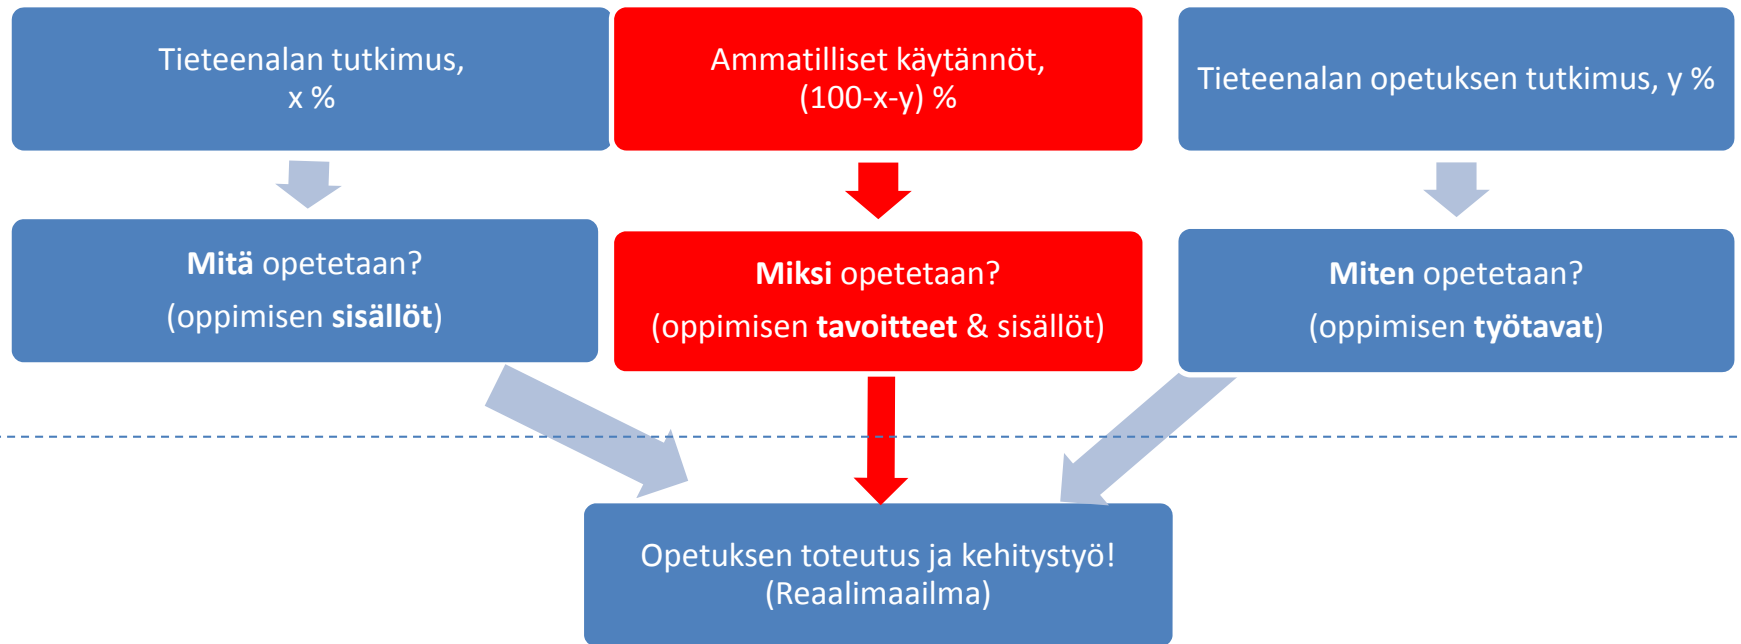 Tieteenalan tutkimus,
x %
Ammatilliset käytännöt,
(100-x-y) %
Tieteenalan opetuksen tutkimus, y %
Mitä opetetaan?
(oppimisen sisällöt)
Miksi opetetaan?
(oppimisen tavoitteet & sisällöt)
Miten opetetaan?
(oppimisen työtavat)
Opetuksen toteutus ja kehitystyö!
(Reaalimaailma)